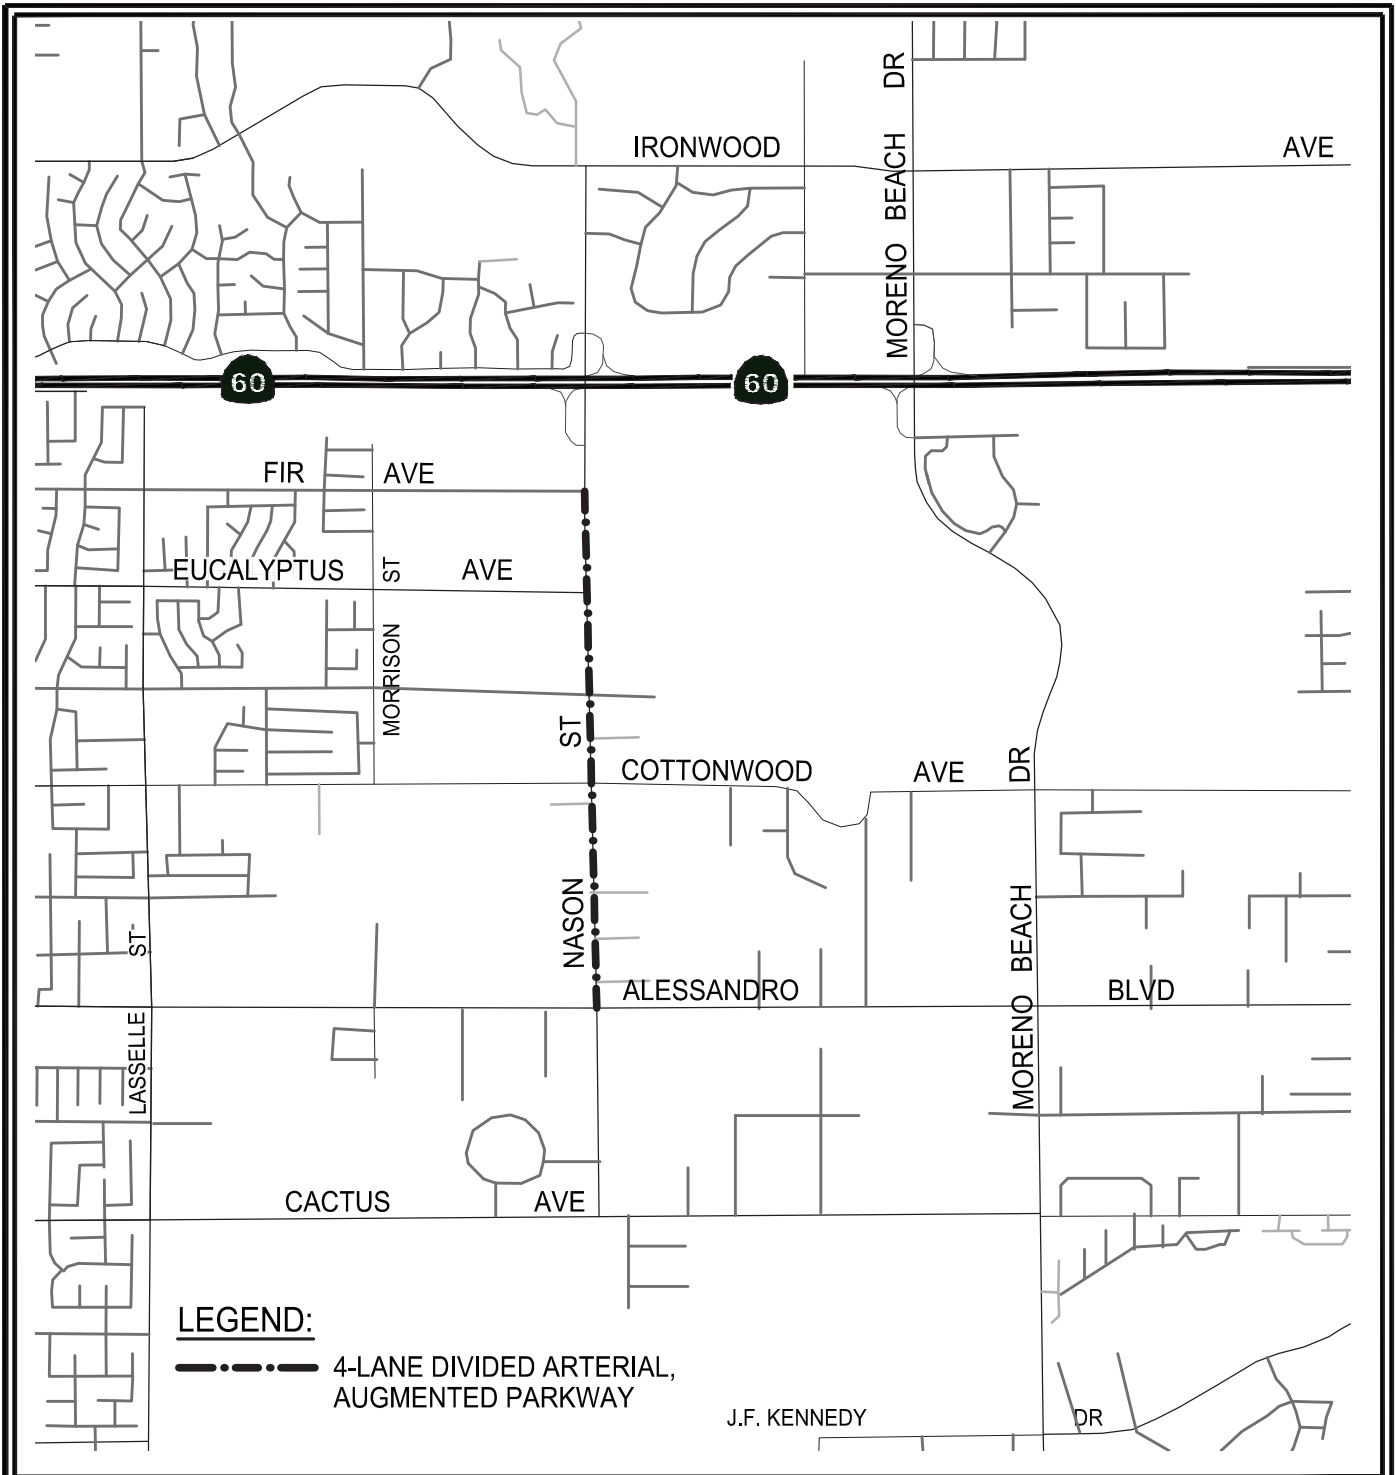 IRONWOOD AVE
MORENO BEACH DR
60 60
FIR AVE
EUCALYPTUS AVE
MORRISON ST
NASON ST
COTTONWOOD AVE
MORENO BEACH DR
ALESSANDRO BLVD
LASSELLE ST
CACTUS AVE
LEGEND:
4-LANE DIVIDED ARTERIAL,
AUGMENTED PARKWAY
J.F. KENNEDY DR